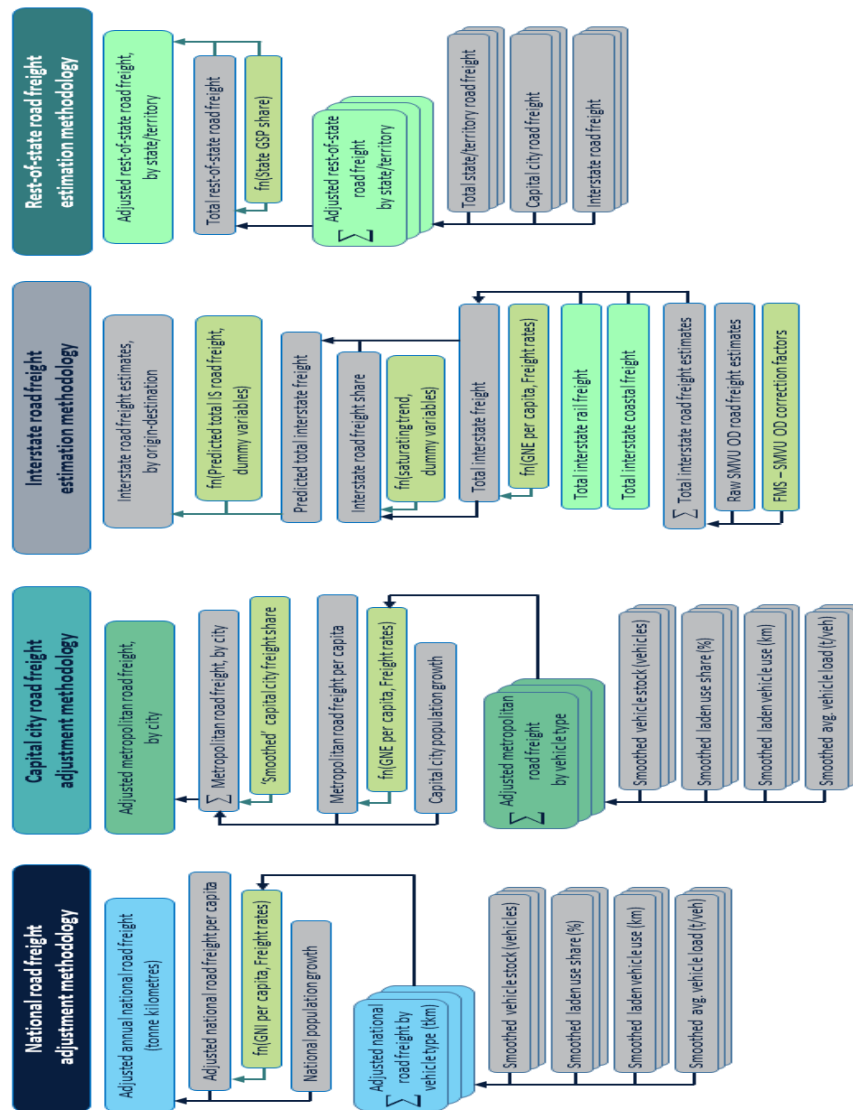 National road freight
adjustment methodology
Adjusted annual national road freight
(tonne kilometres)
Adjusted national road freight per capita
fn(GNI per capita, Freight rates)
National population growth
∑ Adjusted national
road freight by
vehicle type (tkm)
Smoothed vehicle stock (vehicles)
Smoothed laden use share (%)
Smoothed laden vehicle use (km)
Smoothed avg. vehicle load (t/veh)
Capital city road freight
adjustment methodology
Adjusted metropolitan road freight,
by city
∑ Metropolitan road freight, by city
‘Smoothed’ capital city freight share
Metropolitan road freight per capita
fn(GNE per capita, Freight rates)
Capital city population growth
∑ Adjusted metropolitan
road freight
by vehicle type
Smoothed vehicle stock (vehicles)
Smoothed laden use share (%)
Smoothed laden vehicle use (km)
Smoothed avg. vehicle load (t/veh)
Interstate road freight
estimation methodology
Interstate road freight estimates,
by origin-destination
fn(Predicted total IS road freight,
dummy variables)
Predicted total interstate freight
Interstate road freight share
fn(saturating trend,
dummy variables)
Total interstate freight
fn(GNE per capita, Freight rates)
Total interstate rail freight
Total interstate coastal freight
∑ Total interstate road freight estimates
Raw SMVU OD road freight estimates
FMS – SMVU OD correction factors
Rest-of-state road freight
estimation methodology
Adjusted rest-of-state road freight,
by state/territory
Total rest-of-state road freight
fn(State GSP share)
∑ Adjusted rest-of-state
road freight
by state/territory
Total state/territory road freight
Capital city road freight
Interstate road freight